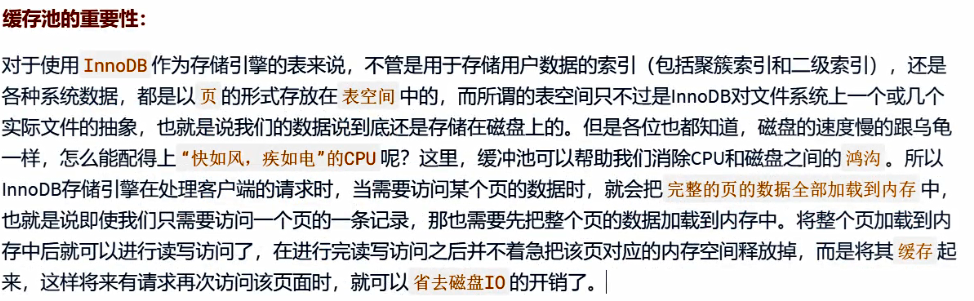 缓存池的重要性：
对于使用 InnoDB 作为存储引擎的表来说，不管是用于存储用户数据的索引（包括聚簇索引和二级索引），还是
各种系统数据，都是以 页 的形式存放在 表空间 中的，而所谓的表空间只不过是InnoDB对文件系统上一个或几个
实际文件的抽象，也就是说我们的数据说到底还是存储在磁盘上的。但是各位也都知道，磁盘的速度慢的跟乌龟
一样，怎么能配得上 “快如风，疾如电”的CPU 呢？这里，缓冲池可以帮助我们消除CPU和磁盘之间的 鸿沟 。所以
InnoDB存储引擎在处理客户端的请求时，当需要访问某个页的数据时，就会把 完整的页的数据全部加载到内存 中，
也就是说即使我们只需要访问一个页的一条记录，那也需要先把整个页的数据加载到内存中。将整个页加载到内
存中后就可以进行读写访问了，在进行完读写访问之后并不着急把该页对应的内存空间释放掉，而是将其 缓存 起
来，这样将来有请求再次访问该页面时，就可以 省去磁盘IO 的开销了。